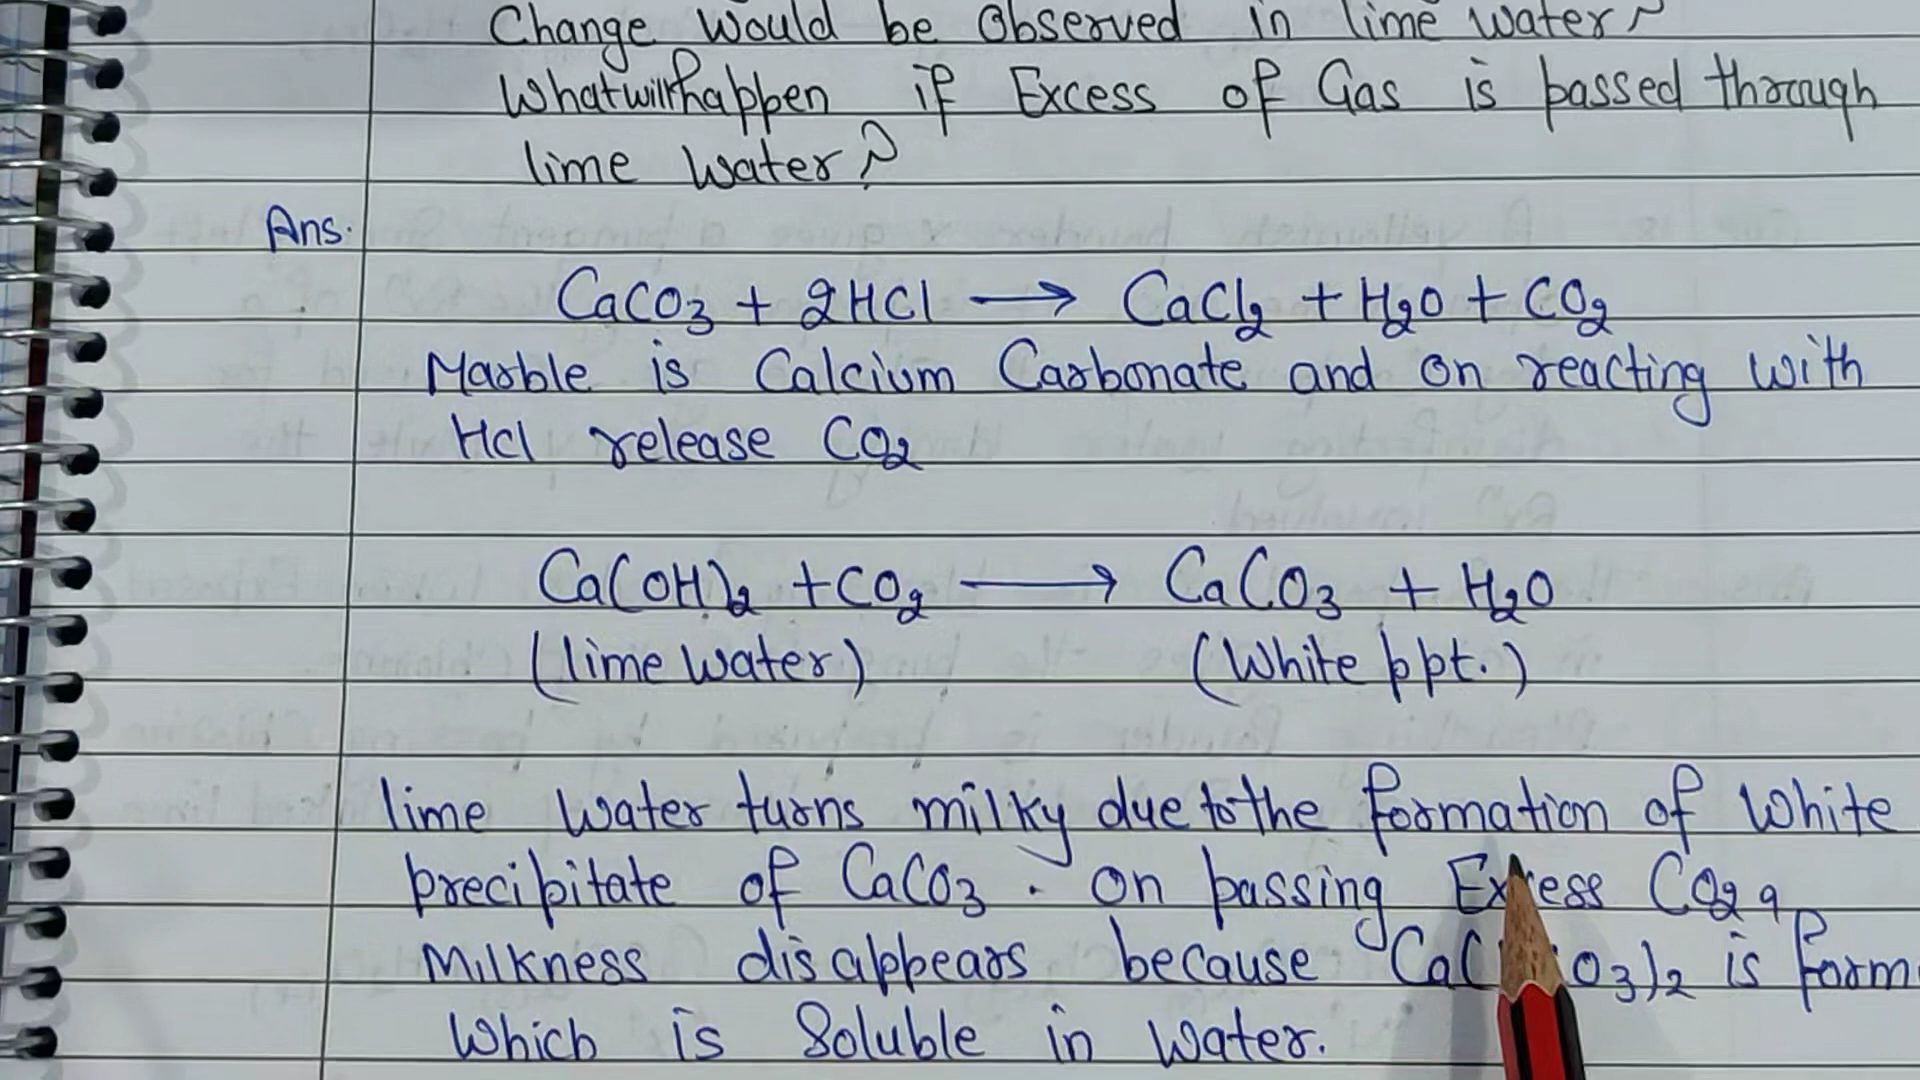 Change would be Observed in lime water?
What will happen if Excess of Gas is passed through
lime water?
Ans.
CaCO3 + 2HCl → CaCl2 + H2O + CO2
Marble is Calcium Carbonate and on reacting with
HCl release CO2
Ca(OH)2 + CO2 → CaCO3 + H2O
(lime water) (White ppt.)
lime water turns milky due to the formation of white
precipitate of CaCO3. On passing Excess CO2,
Milkness disappears because O3)2 is form
Which is Soluble in water.